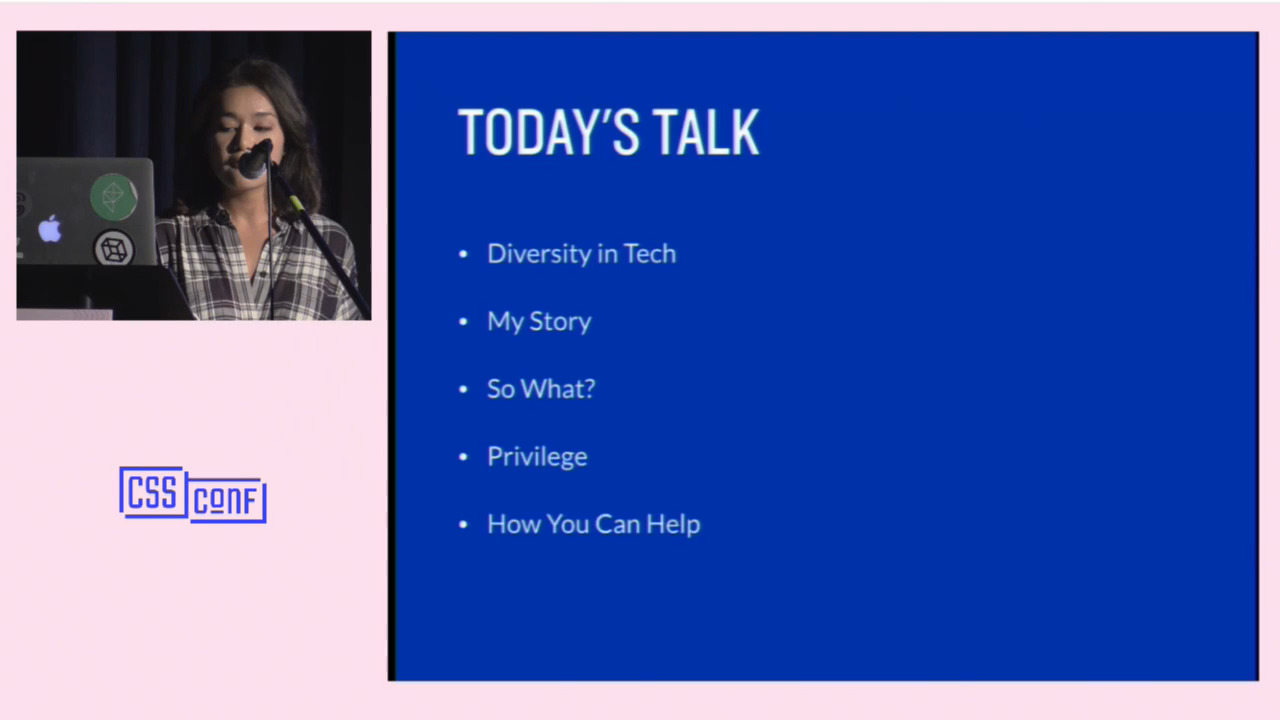 TODAY'S TALK
• Diversity in Tech
• My Story
• So What?
• Privilege
• How You Can Help
CSS
CONF